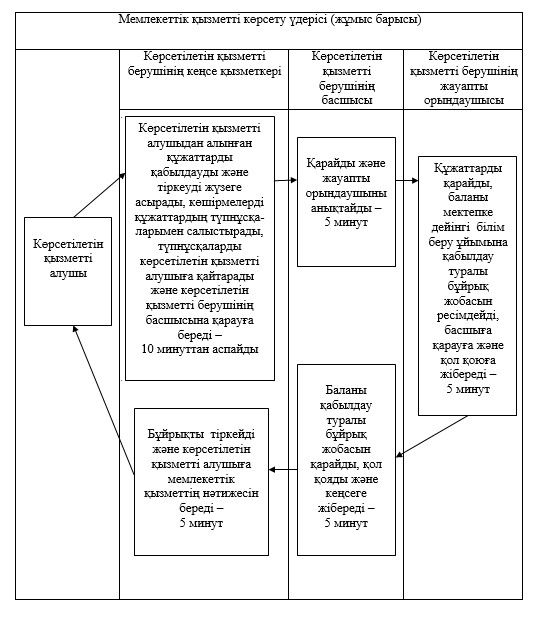 Мемлекеттік қызметті көрсету үдерісі (жұмыс барысы)
Көрсетілетін қызметті
берушінің кеңсе қызметкері
Көрсетілетін
қызметті
берушінің
басшысы
Көрсетілетін
қызметті берушінің
жауапты
орындаушысы
Көрсетілетін
қызметті
алушы
Көрсетілетін қызметті
алушыдан алынған
құжаттарды
қабылдауды және
тіркеуді жүзеге
асырады, көшірмелерді
құжаттардың түпнұсқа-
ларымен салыстырады,
түпнұсқаларды
көрсетілетін қызметті
алушыға қайтарады
және көрсетілетін
қызметті берушінің
басшысына қарауға
береді –
10 минуттан аспайды
Қарайды және
жауапты
орындаушыны
анықтайды –
5 минут
Құжаттарды
қарайды,
баланы
мектепке
дейінгі білім
беру ұйымына
қабылдау
туралы
бұйрық
жобасын
ресімдейді,
басшыға
қарауға және
қол қоюға
жібереді –
5 минут
Баланы
қабылдау
туралы
бұйрық
жобасын
қарайды, қол
қояды және
кеңсеге
жібереді –
5 минут
Бұйрықты тіркейді
және көрсетілетін
қызметті алушыға
мемлекеттік
қызметтің нәтижесін
береді –
5 минут